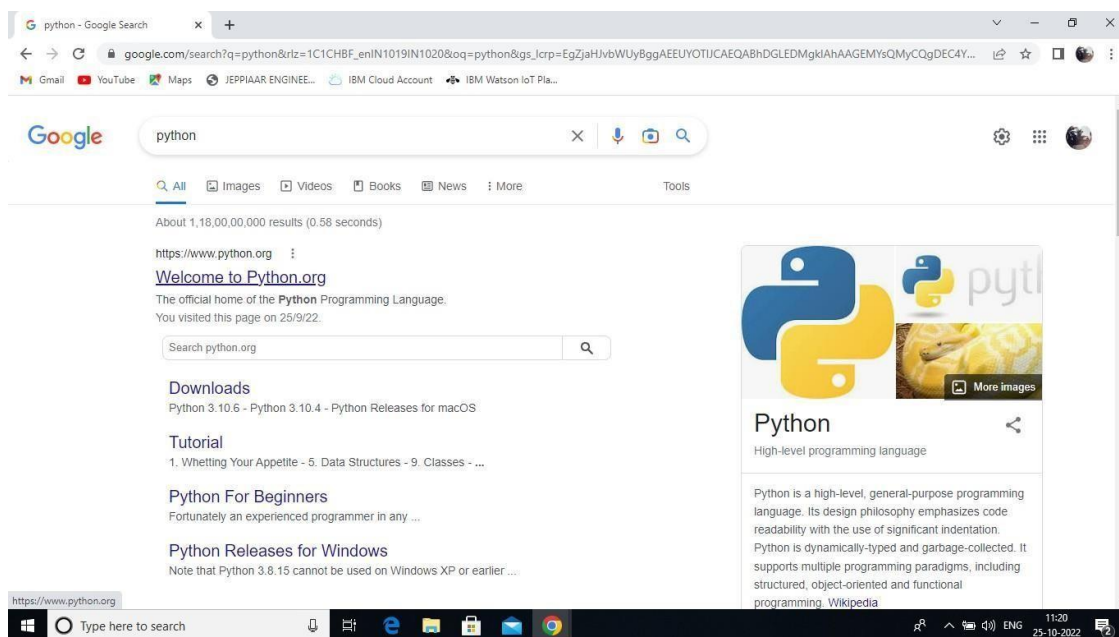 python - Google Search
google.com/search?q=python&rlz=1C1CHBF_enIN1019IN1020&oq=python&gs_lcrp=EgZjaHJvbWUyBggAEEUYOTIJCAEQABhDGLEDMgkIAhAAGEMYsQMyCQgDEC4Y...
Gmail YouTube Maps JEPPIAAR ENGINEE... IBM Cloud Account IBM Watson IoT Pla...
Google
python
All Images Videos Books News More Tools
About 1,18,00,00,000 results (0.58 seconds)
https://www.python.org
Welcome to Python.org
The official home of the Python Programming Language.
You visited this page on 25/9/22.
Search python.org
Downloads
Python 3.10.6 - Python 3.10.4 - Python Releases for macOS
Tutorial
1. Whetting Your Appetite - 5. Data Structures - 9. Classes - ...
Python For Beginners
Fortunately an experienced programmer in any ...
Python Releases for Windows
Note that Python 3.8.15 cannot be used on Windows XP or earlier ...
pyth
More images
Python
High-level programming language
Python is a high-level, general-purpose programming
language. Its design philosophy emphasizes code
readability with the use of significant indentation.
Python is dynamically-typed and garbage-collected. It
supports multiple programming paradigms, including
structured, object-oriented and functional
programming. Wikipedia
https://www.python.org
Type here to search
ENG
11:20
25-10-2022